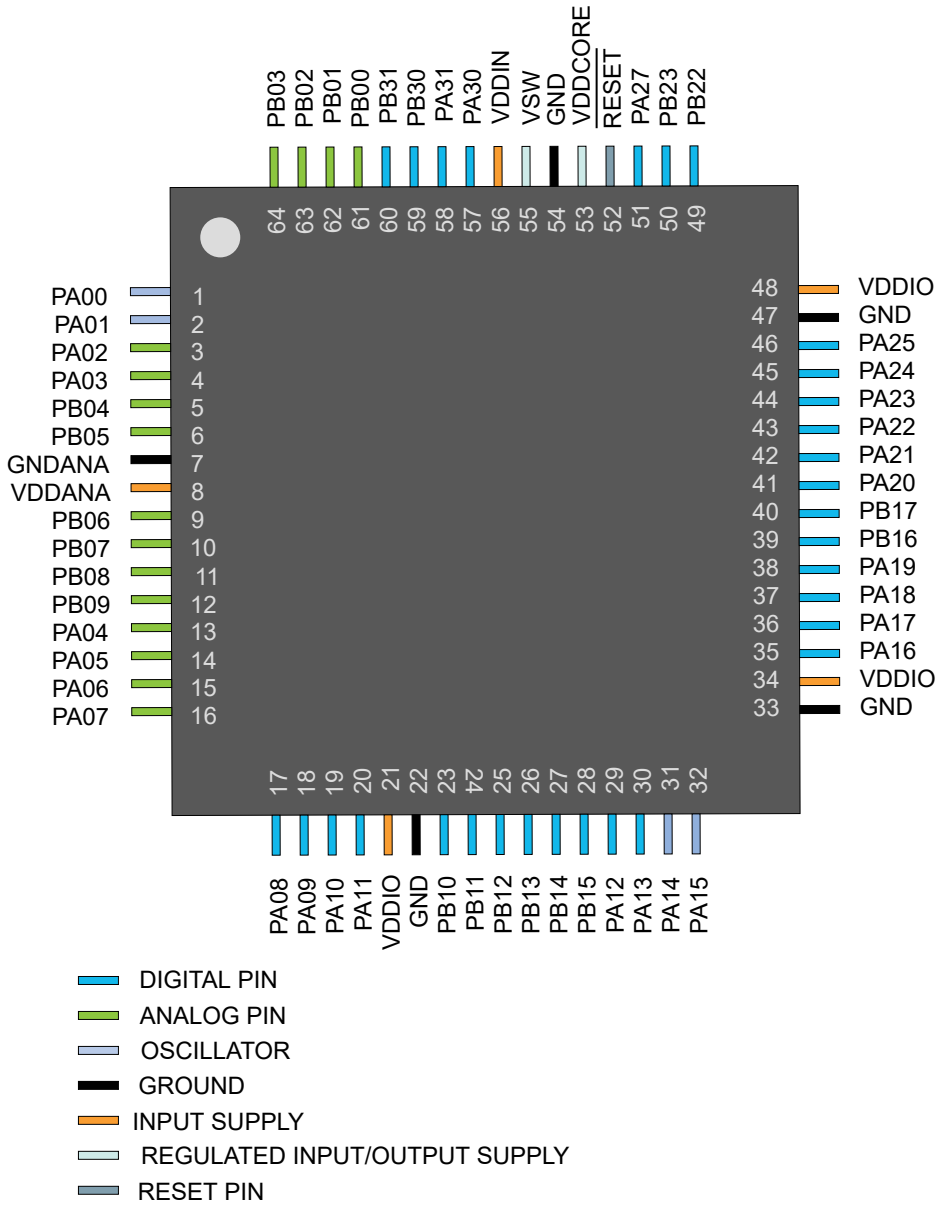 PB03
PB02
PB01
PB00
PB31
PB30
PA31
PA30
VDDIN
VSW
GND
VDDCORE
RESET
PA27
PB23
PB22
64
63
62
61
60
59
58
57
56
55
54
53
52
51
50
49
PA00 1
PA01 2
PA02 3
PA03 4
PB04 5
PB05 6
GNDANA 7
VDDANA 8
PB06 9
PB07 10
PB08 11
PB09 12
PA04 13
PA05 14
PA06 15
PA07 16
48 VDDIO
47 GND
46 PA25
45 PA24
44 PA23
43 PA22
42 PA21
41 PA20
40 PB17
39 PB16
38 PA19
37 PA18
36 PA17
35 PA16
34 VDDIO
33 GND
17
18
19
20
21
22
23
24
25
26
27
28
29
30
31
32
PA08
PA09
PA10
PA11
VDDIO
GND
PB10
PB11
PB12
PB13
PB14
PB15
PA12
PA13
PA14
PA15
DIGITAL PIN
ANALOG PIN
OSCILLATOR
GROUND
INPUT SUPPLY
REGULATED INPUT/OUTPUT SUPPLY
RESET PIN